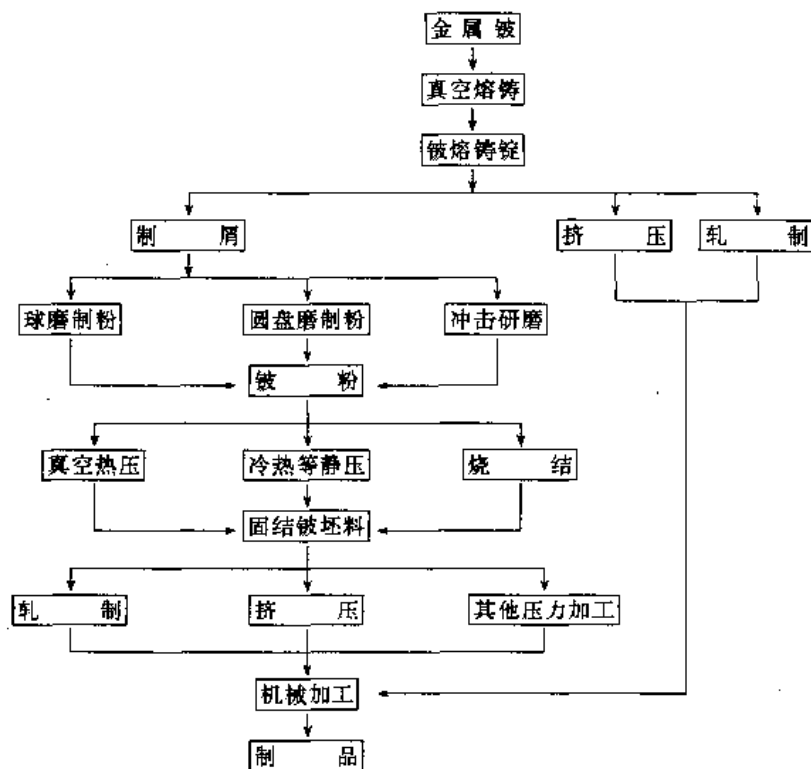 金属铍
真空熔铸
铍熔铸锭
制屑 挤压 轧制
球磨制粉 圆盘磨制粉 冲击研磨
铍粉
真空热压 冷热等静压 烧结
固结铍坯料
轧制 挤压 其他压力加工
机械加工
制品